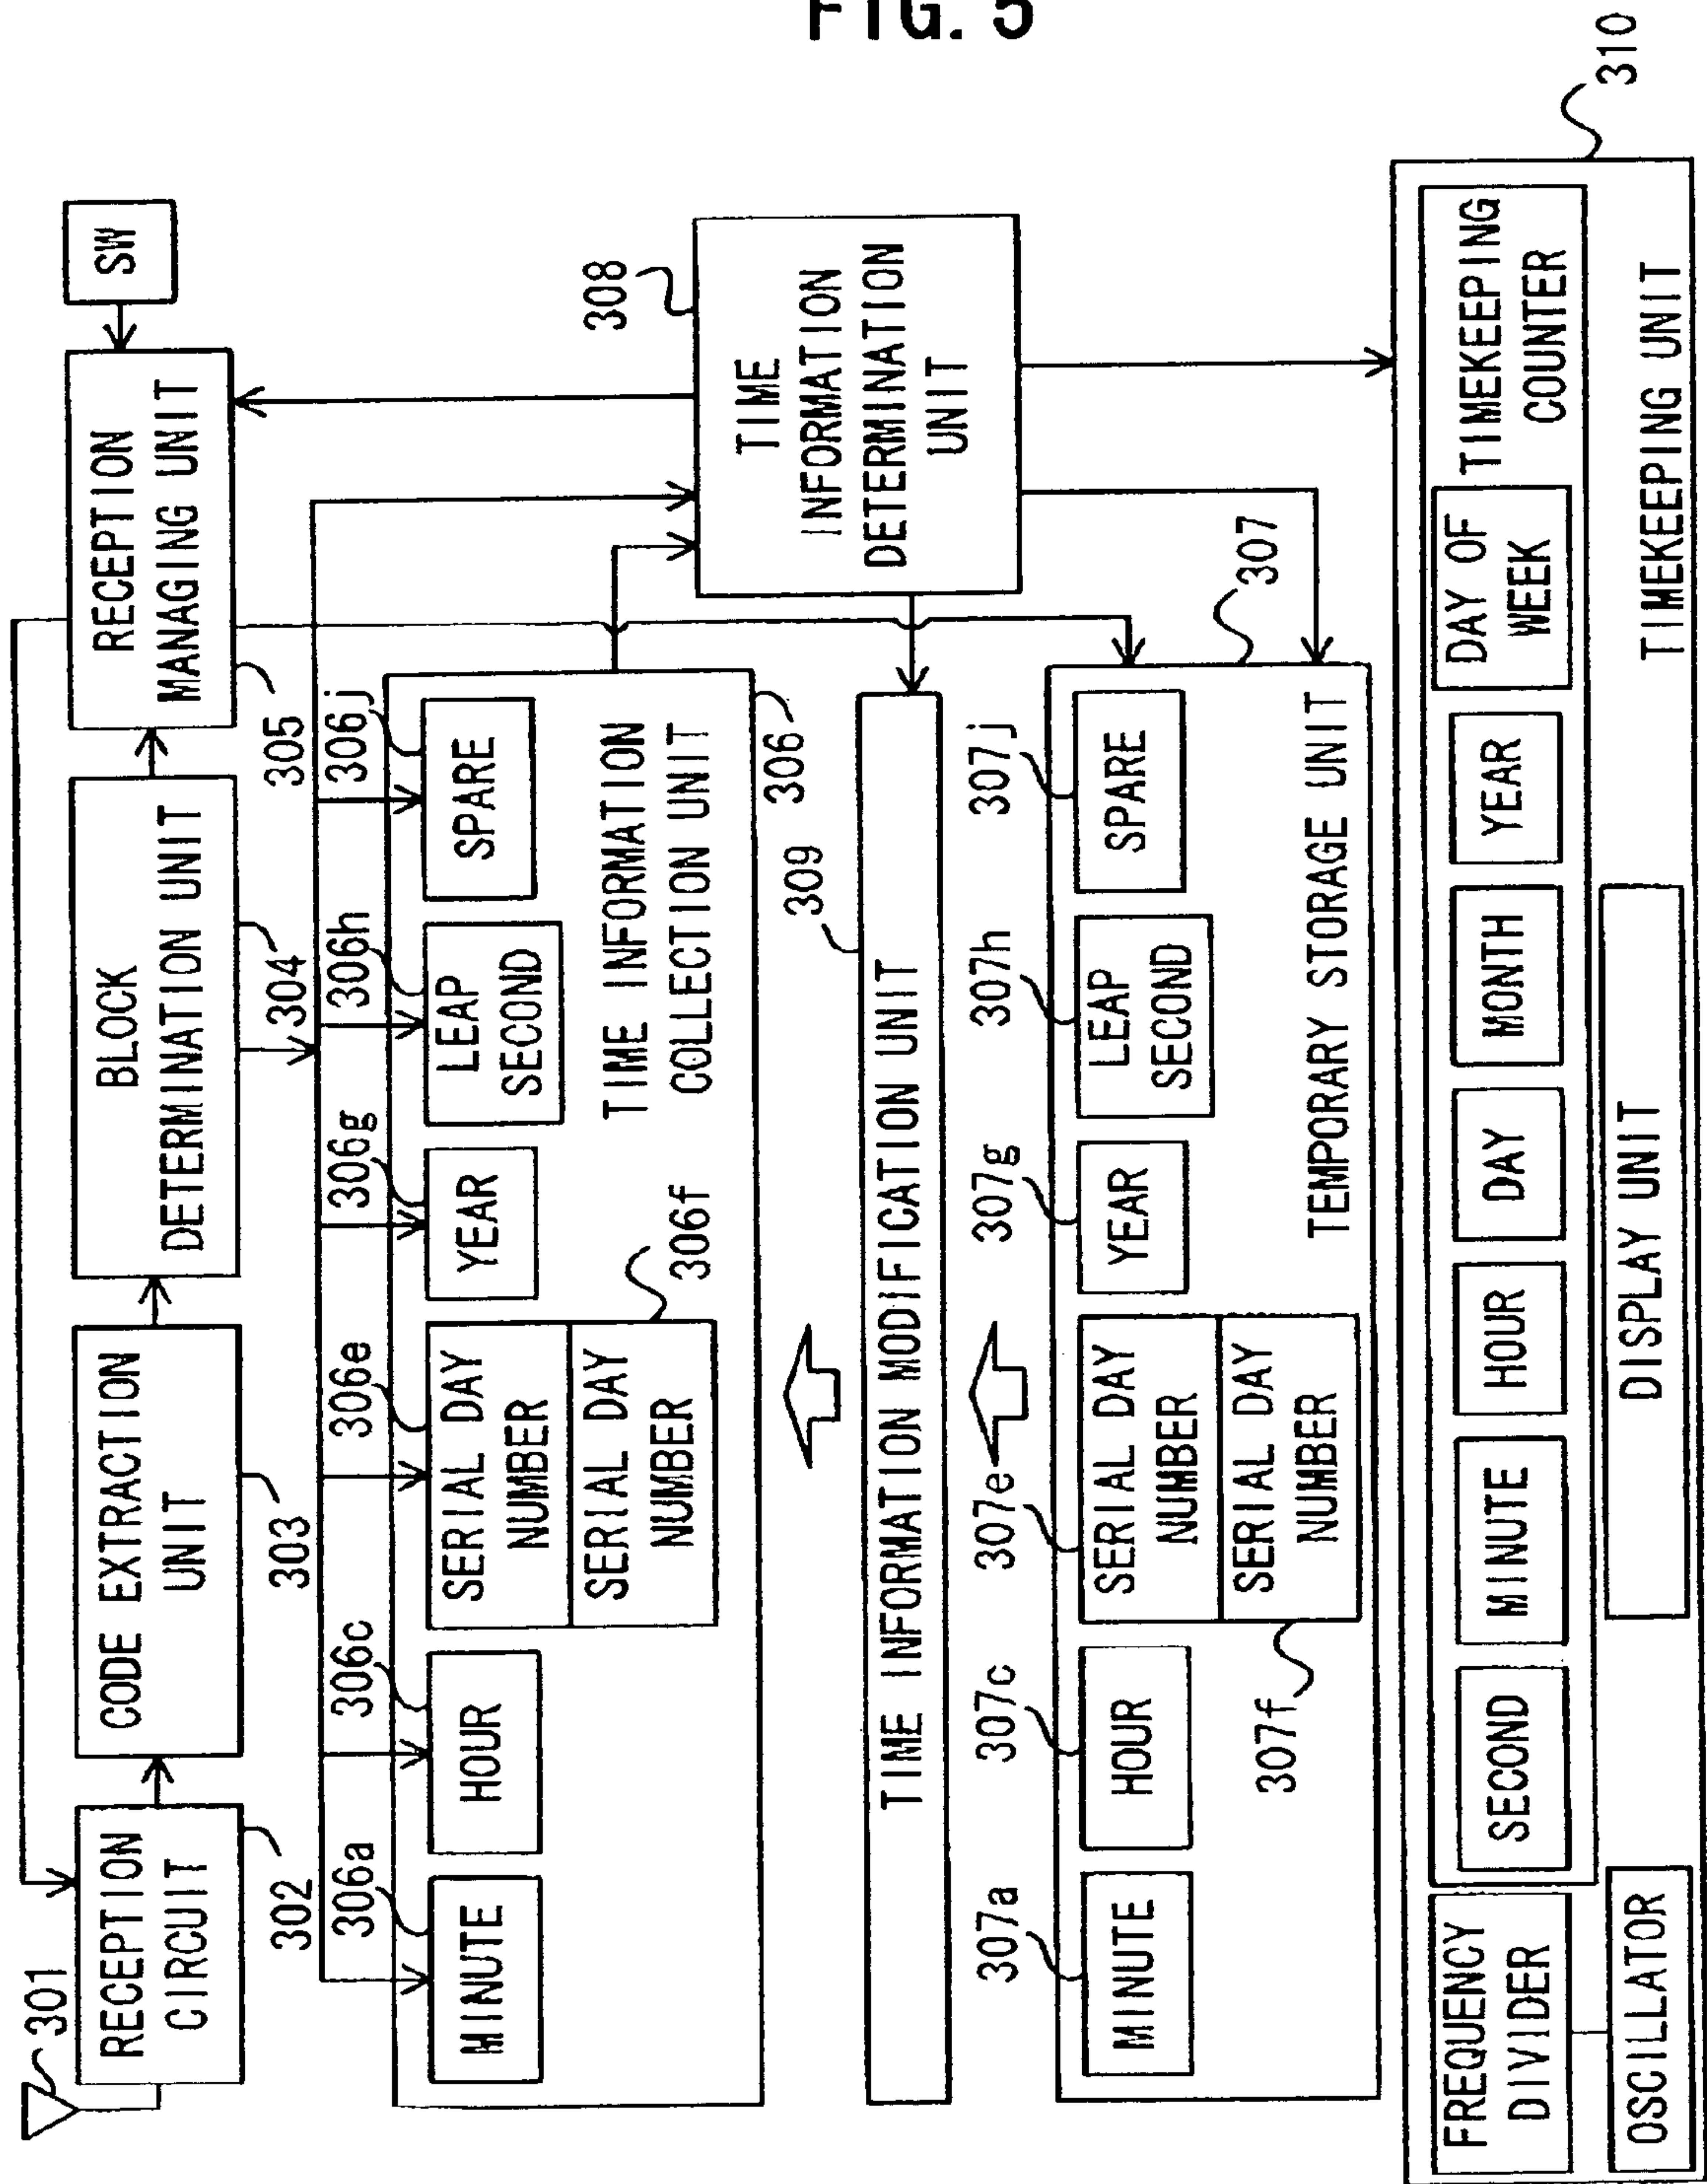 FIG. 5
301
RECEPTION
CIRCUIT
302
CODE EXTRACTION
UNIT
303
BLOCK
DETERMINATION UNIT
304
RECEPTION
MANAGING UNIT
305
SW
306a
MINUTE
306c
HOUR
306e
SERIAL DAY
NUMBER
SERIAL DAY
NUMBER
306f
306g
YEAR
306h
LEAP
SECOND
306j
SPARE
TIME INFORMATION
COLLECTION UNIT
306
308
TIME
INFORMATION
DETERMINATION
UNIT
309
TIME INFORMATION MODIFICATION UNIT
307a
MINUTE
307c
HOUR
307e
SERIAL DAY
NUMBER
SERIAL DAY
NUMBER
307f
307g
YEAR
307h
LEAP
SECOND
307j
SPARE
TEMPORARY STORAGE UNIT
307
FREQUENCY
DIVIDER
OSCILLATOR
SECOND
MINUTE
HOUR
DAY
MONTH
YEAR
DAY OF
WEEK
TIMEKEEPING
COUNTER
DISPLAY UNIT
TIMEKEEPING UNIT
310